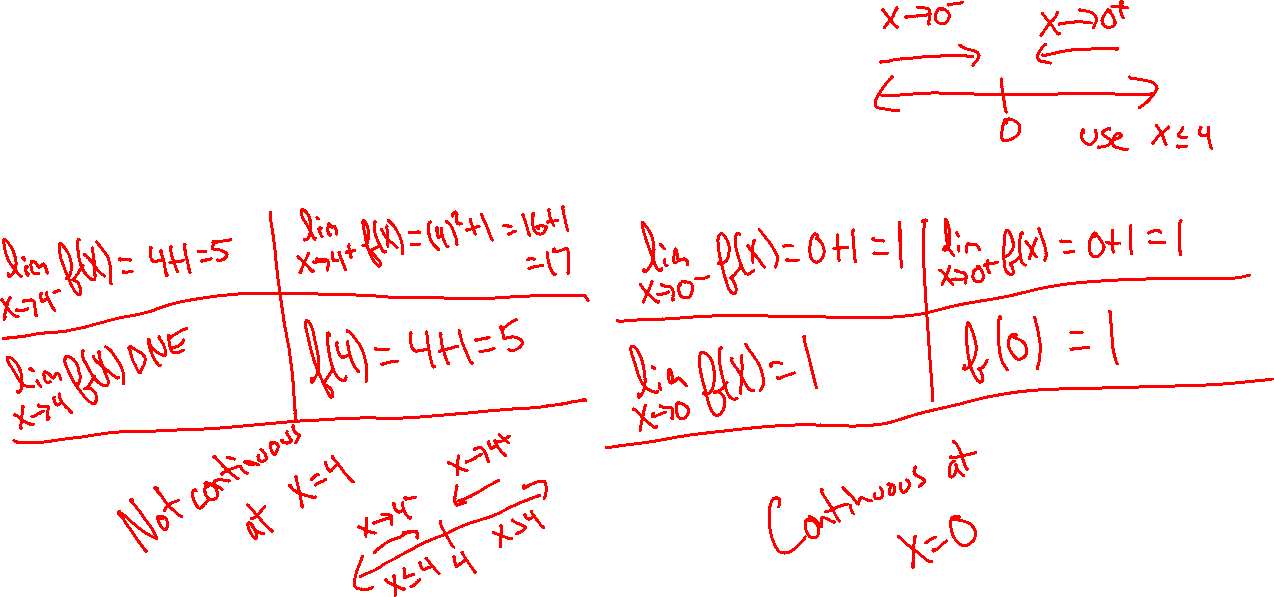 x→0⁻ x→0⁺
0 use x≤4
lim x→4⁻ f(x) = 4+1=5
lim x→4⁺ f(x)=(4)²+1=16+1
=17
lim x→4 f(x) DNE
f(4) = 4+1=5
Not continuous
at x=4
x→4⁻ x→4⁺
x≤4 4 x>4
lim x→0⁻ f(x)=0+1=1
lim x→0⁺ f(x)=0+1=1
lim x→0 f(x)=1
f(0) = 1
Continuous at
x=0